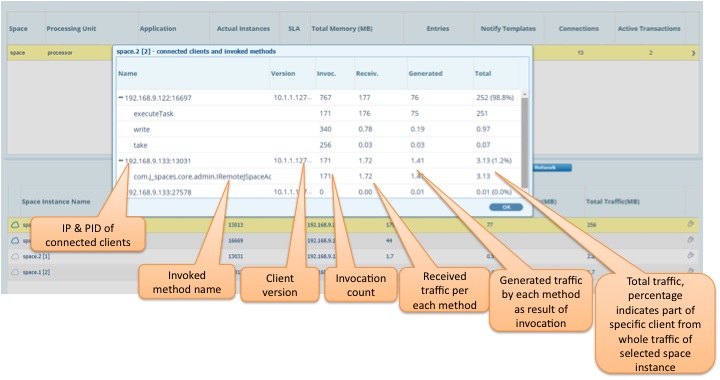 Space Processing Unit Application Actual Instances SLA Total Memory (MB) Entries Notify Templates Connections Active Transactions
space processor 13 2
space.2 [2] - connected clients and invoked methods
Name Version Invoc. Receiv. Generated Total
192.168.9.122:16697 10.1.1.127... 767 177 76 252 (98.8%)
executeTask 171 176 75 251
write 340 0.78 0.19 0.97
take 256 0.03 0.03 0.07
192.168.9.133:13031 10.1.1.127... 171 1.72 1.41 3.13 (1.2%)
com.j_spaces.core.admin.IRemoteJSpaceAc 171 1.72 3.13
192.168.9.133:27578 10.1.1.12 0 0.00 0.01 0.01 (0.0%)
OK
Network
Space Instance Name (MB) Total Traffic(MB)
13013 192.168.9.1 77 256
16669 192.168.9.1 44
space.2 [1] 13031 192.168.9.1 1.7
space.1 [2] 192.168.9.1
IP & PID of
connected clients
Invoked
method name
Client
version
Invocation
count
Received
traffic per
each method
Generated traffic
by each method
as result of
invocation
Total traffic,
percentage
indicates part of
specific client from
whole traffic of
selected space
instance